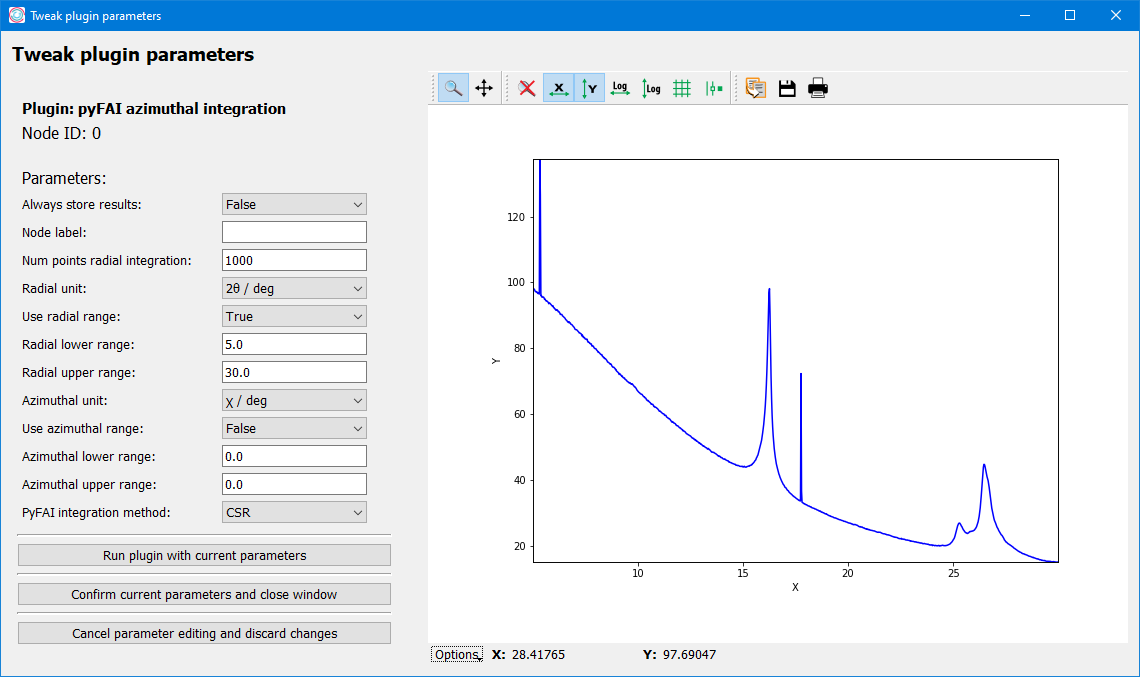 Tweak plugin parameters
Tweak plugin parameters
Plugin: pyFAI azimuthal integration
Node ID: 0
Parameters:
Always store results: False
Node label:
Num points radial integration: 1000
Radial unit: 2θ / deg
Use radial range: True
Radial lower range: 5.0
Radial upper range: 30.0
Azimuthal unit: χ / deg
Use azimuthal range: False
Azimuthal lower range: 0.0
Azimuthal upper range: 0.0
PyFAI integration method: CSR
Run plugin with current parameters
Confirm current parameters and close window
Cancel parameter editing and discard changes
X Y Log Log
120
100
80
60
40
20
Y
10 15 20 25
X
Options X: 28.41765 Y: 97.69047